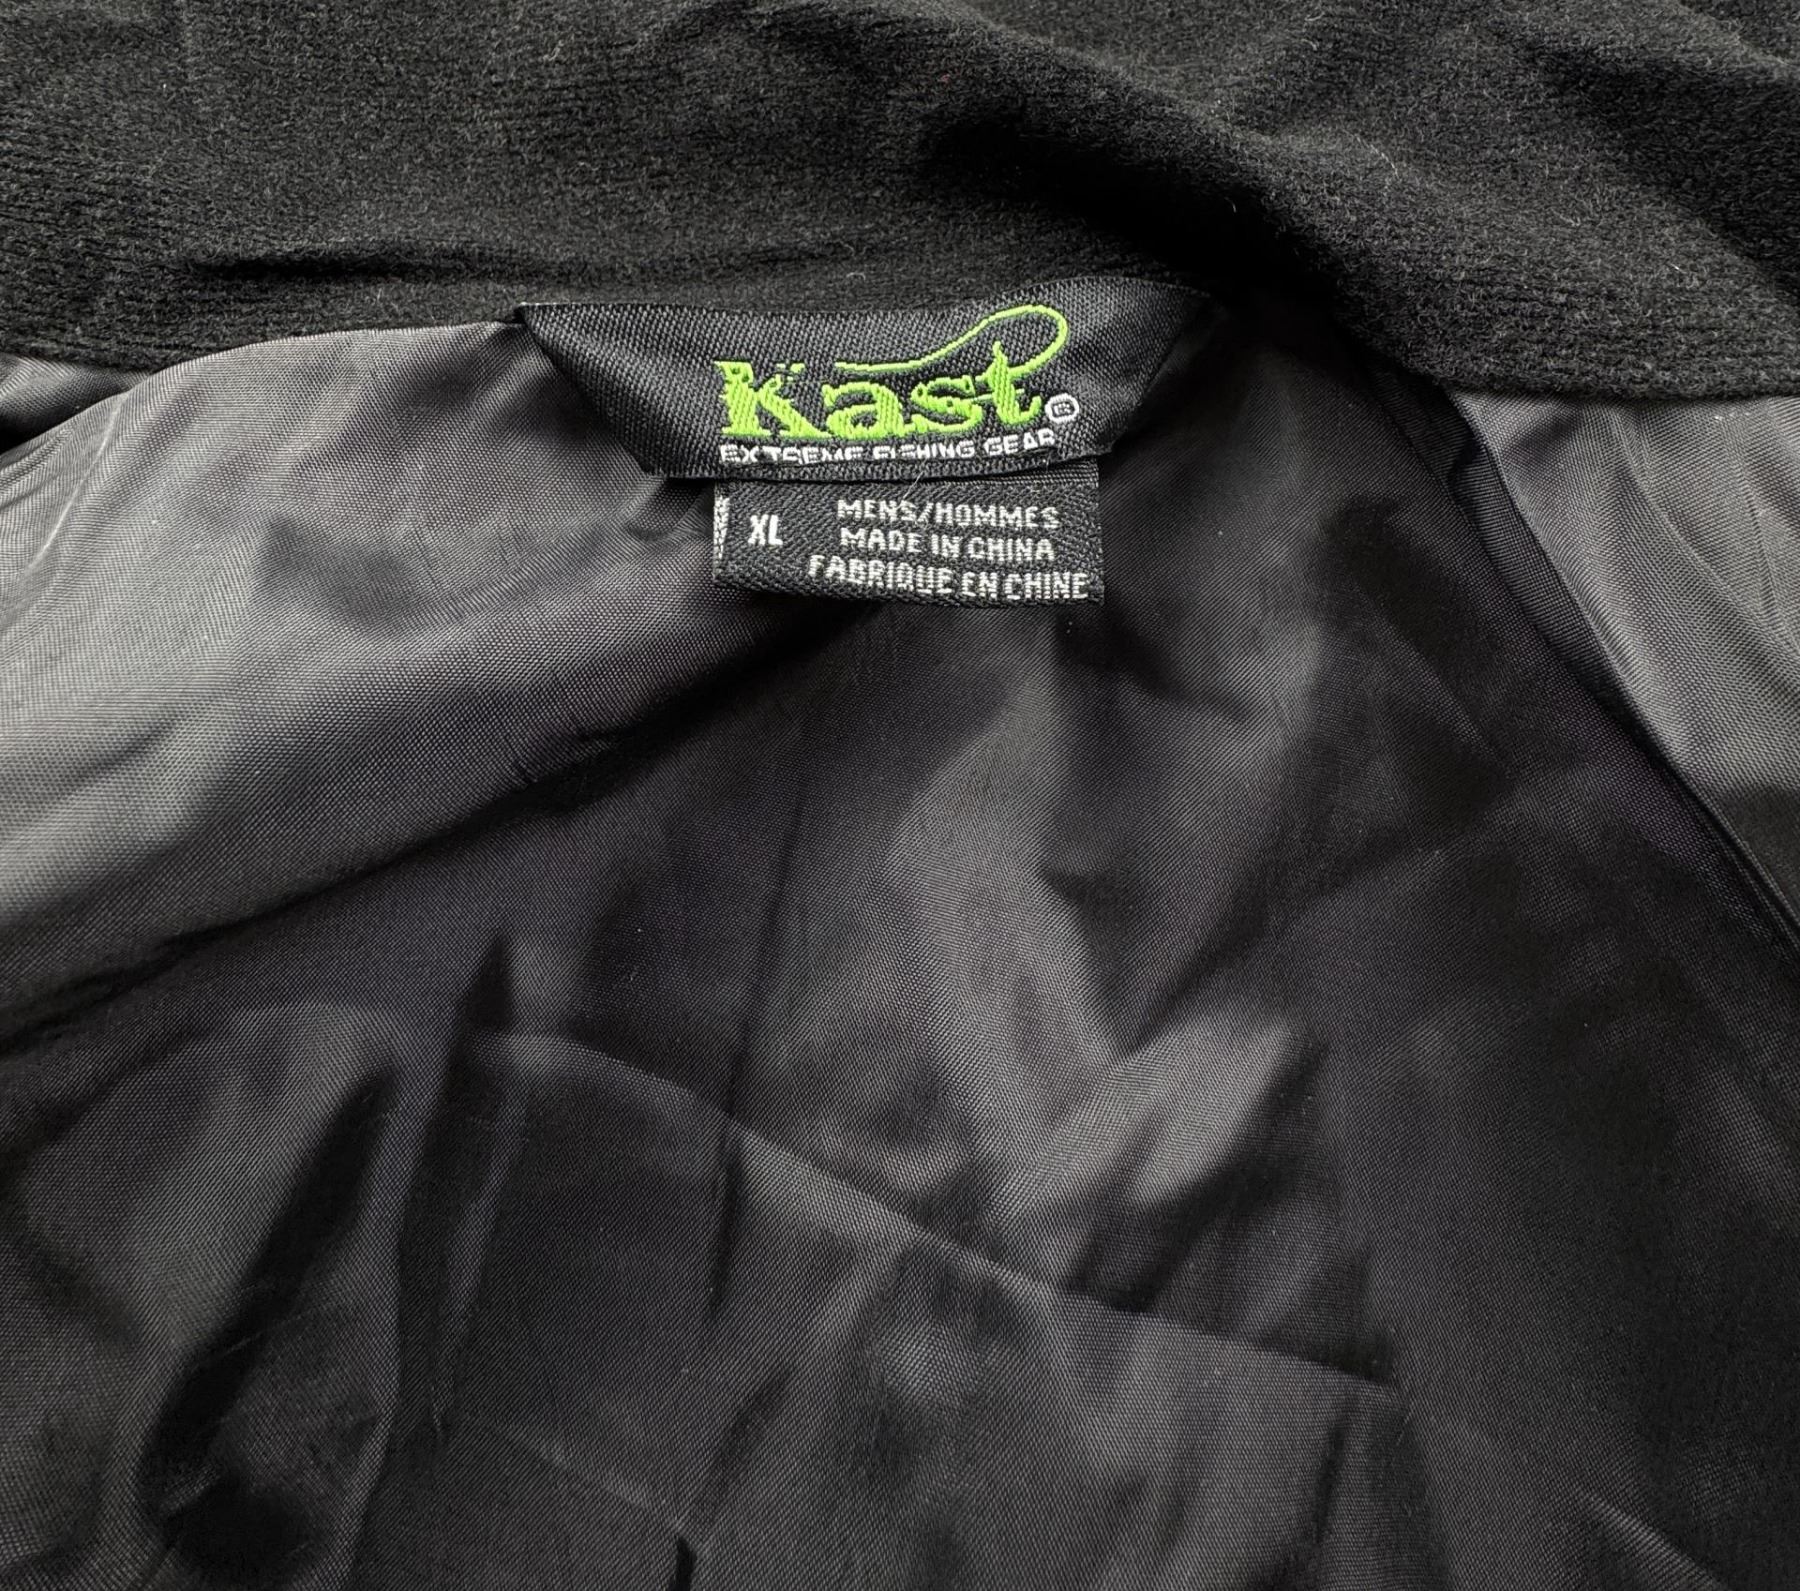 Kast®
EXTREME FISHING GEAR
XL
MENS/HOMMES
MADE IN CHINA
FABRIQUE EN CHINE